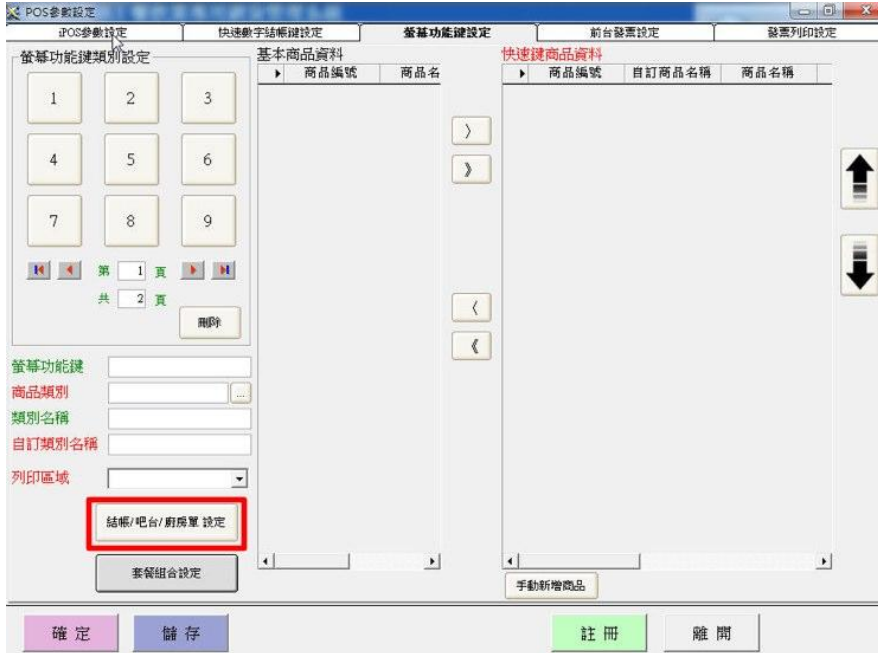 POS參數設定
iPOS參數設定
快速數字結帳鍵設定
螢幕功能鍵設定
前台發票設定
發票列印設定
螢幕功能鍵類別設定
1
2
3
4
5
6
7
8
9
第 1 頁
共 2 頁
刪除
螢幕功能鍵
商品類別
...
類別名稱
自訂類別名稱
列印區域
結帳/吧台/廚房單 設定
套餐組合設定
基本商品資料
商品編號
商品名
〉
》
〈
《
快速鍵商品資料
商品編號
自訂商品名稱
商品名稱
手動新增商品
確定
儲存
註冊
離開